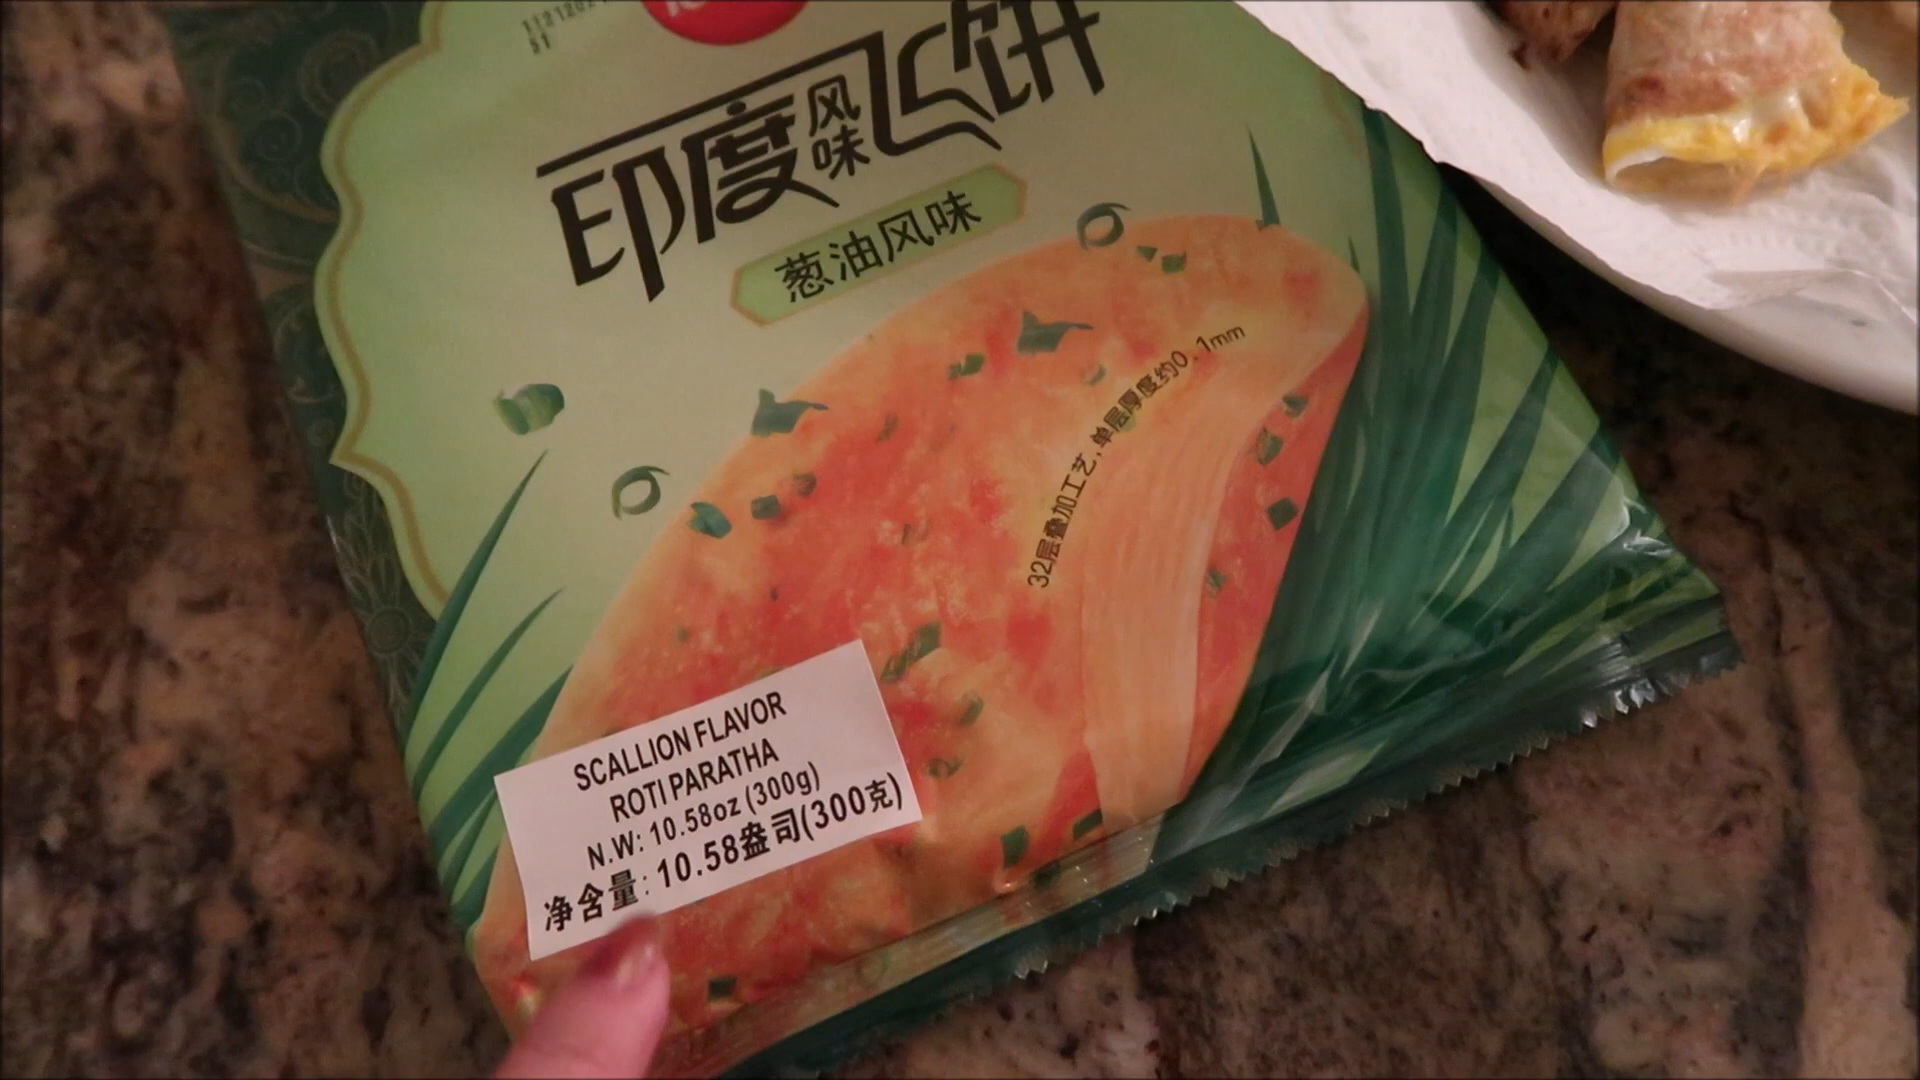 印度风味飞饼
葱油风味
32层叠加工艺,单层厚度约0.1mm
SCALLION FLAVOR
ROTI PARATHA
N.W: 10.58oz (300g)
净含量: 10.58盎司(300克)